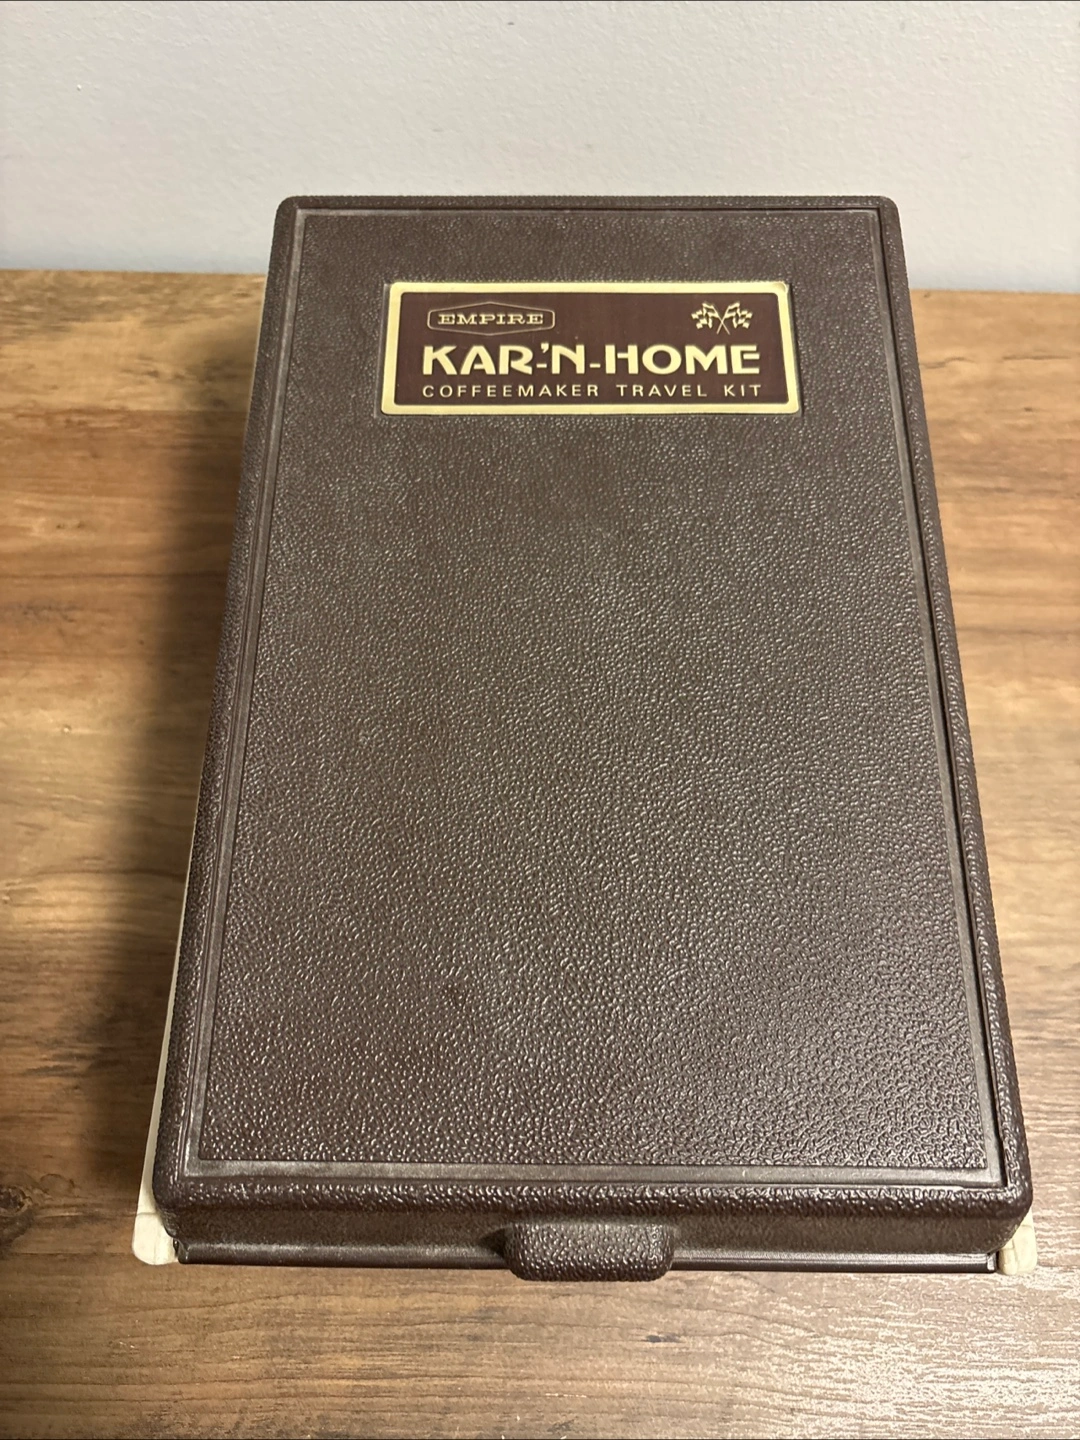 EMPIRE
KAR-'N-HOME
COFFEEMAKER TRAVEL KIT